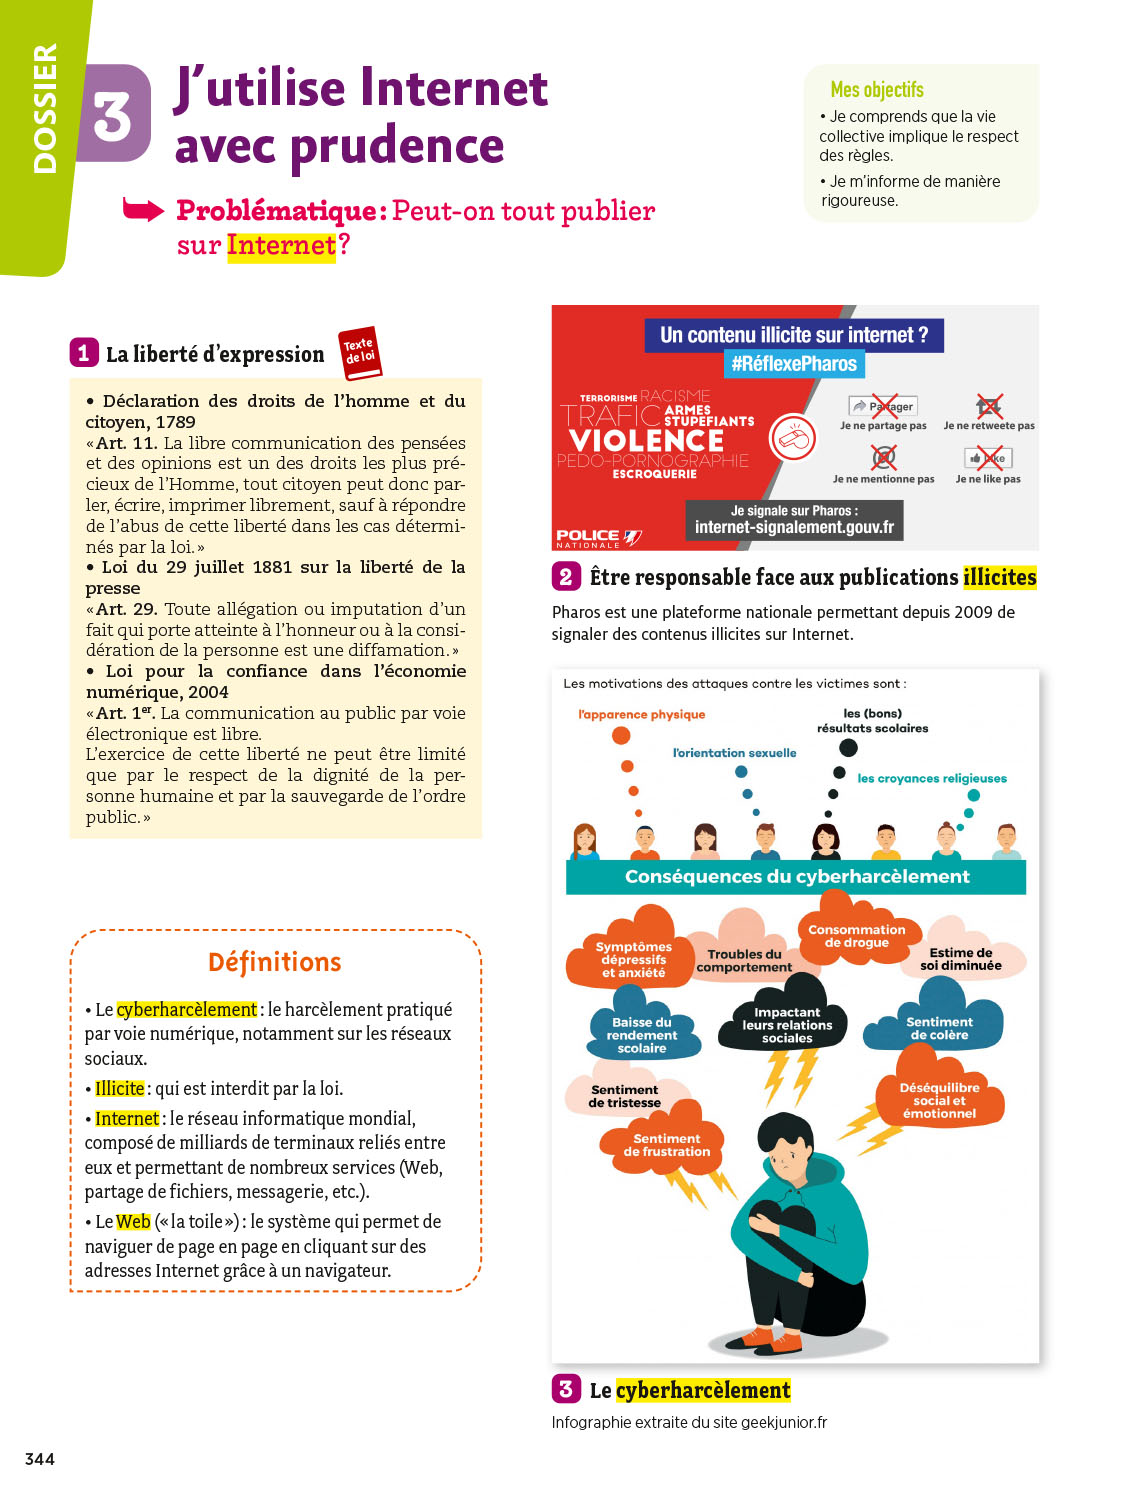 DOSSIER
3
J’utilise Internet
avec prudence
Problématique : Peut-on tout publier
sur Internet ?
Mes objectifs
• Je comprends que la vie
collective implique le respect
des règles.
• Je m’informe de manière
rigoureuse.
1 La liberté d’expression
Texte
de loi
• Déclaration des droits de l’homme et du
citoyen, 1789
« Art. 11. La libre communication des pensées
et des opinions est un des droits les plus pré-
cieux de l’Homme, tout citoyen peut donc par-
ler, écrire, imprimer librement, sauf à répondre
de l’abus de cette liberté dans les cas détermi-
nés par la loi. »
• Loi du 29 juillet 1881 sur la liberté de la
presse
« Art. 29. Toute allégation ou imputation d’un
fait qui porte atteinte à l’honneur ou à la consi-
dération de la personne est une diffamation. »
• Loi pour la confiance dans l’économie
numérique, 2004
« Art. 1er. La communication au public par voie
électronique est libre.
L’exercice de cette liberté ne peut être limité
que par le respect de la dignité de la per-
sonne humaine et par la sauvegarde de l’ordre
public. »
Définitions
• Le cyberharcèlement : le harcèlement pratiqué
par voie numérique, notamment sur les réseaux
sociaux.
• Illicite : qui est interdit par la loi.
• Internet : le réseau informatique mondial,
composé de milliards de terminaux reliés entre
eux et permettant de nombreux services (Web,
partage de fichiers, messagerie, etc.).
• Le Web (« la toile ») : le système qui permet de
naviguer de page en page en cliquant sur des
adresses Internet grâce à un navigateur.
Un contenu illicite sur internet ?
#RéflexePharos
TERRORISME RACISME
TRAFIC ARMES
STUPEFIANTS
VIOLENCE
PEDO-PORNOGRAPHIE
ESCROQUERIE
Partager
Je ne partage pas
Je ne retweete pas
@
Je ne mentionne pas
Like
Je ne like pas
Je signale sur Pharos :
internet-signalement.gouv.fr
POLICE
NATIONALE
2 Être responsable face aux publications illicites
Pharos est une plateforme nationale permettant depuis 2009 de
signaler des contenus illicites sur Internet.
Les motivations des attaques contre les victimes sont :
l’apparence physique
l’orientation sexuelle
les (bons)
résultats scolaires
les croyances religieuses
Conséquences du cyberharcèlement
Symptômes
dépressifs
et anxiété
Troubles du
comportement
Consommation
de drogue
Estime de
soi diminuée
Baisse du
rendement
scolaire
Impactant
leurs relations
sociales
Sentiment
de colère
Sentiment
de tristesse
Déséquilibre
social et
émotionnel
Sentiment
de frustration
3 Le cyberharcèlement
Infographie extraite du site geekjunior.fr
344